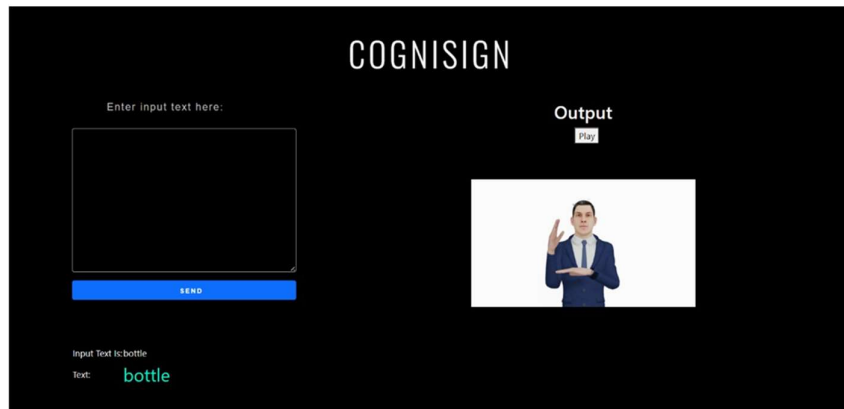 COGNISIGN
Enter input text here:
SEND
Output
Play
Input Text Is:bottle
Text: bottle